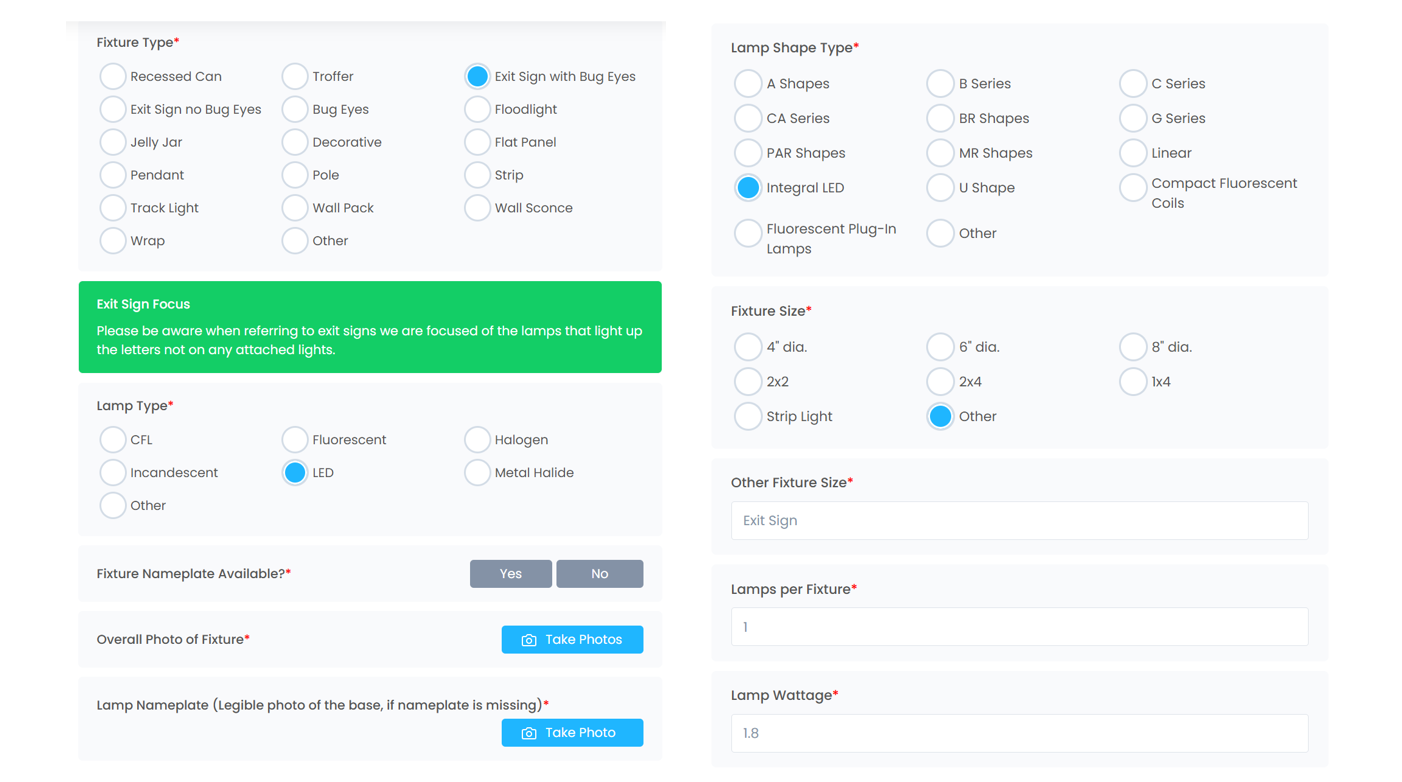 Fixture Type*
Recessed Can
Troffer
Exit Sign with Bug Eyes
Exit Sign no Bug Eyes
Bug Eyes
Floodlight
Jelly Jar
Decorative
Flat Panel
Pendant
Pole
Strip
Track Light
Wall Pack
Wall Sconce
Wrap
Other
Exit Sign Focus
Please be aware when referring to exit signs we are focused of the lamps that light up
the letters not on any attached lights.
Lamp Type*
CFL
Fluorescent
Halogen
Incandescent
LED
Metal Halide
Other
Fixture Nameplate Available?*
Yes
No
Overall Photo of Fixture*
Take Photos
Lamp Nameplate (Legible photo of the base, if nameplate is missing)*
Take Photo
Lamp Shape Type*
A Shapes
B Series
C Series
CA Series
BR Shapes
G Series
PAR Shapes
MR Shapes
Linear
Integral LED
U Shape
Compact Fluorescent
Coils
Fluorescent Plug-In
Lamps
Other
Fixture Size*
4" dia.
6" dia.
8" dia.
2x2
2x4
1x4
Strip Light
Other
Other Fixture Size*
Exit Sign
Lamps per Fixture*
1
Lamp Wattage*
1.8